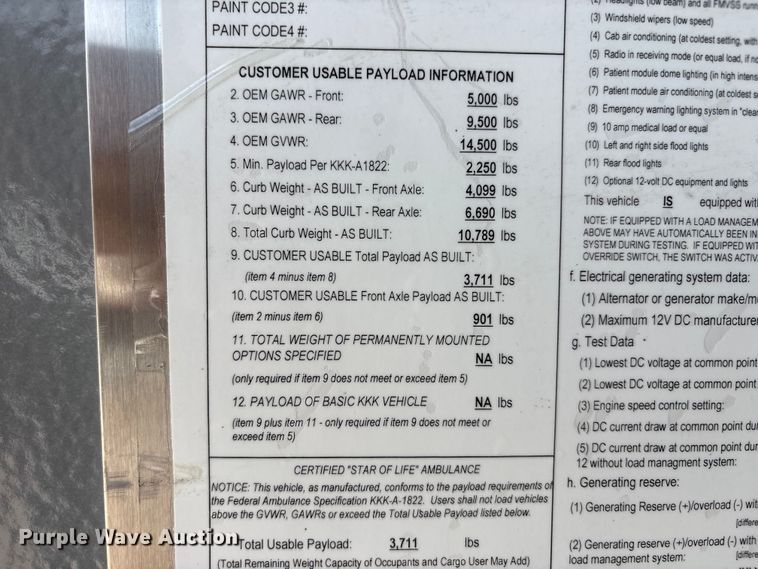 PAINT CODE3 #:
PAINT CODE4 #:
CUSTOMER USABLE PAYLOAD INFORMATION
2. OEM GAWR - Front: 5,000 lbs
3. OEM GAWR - Rear: 9,500 lbs
4. OEM GVWR: 14,500 lbs
5. Min. Payload Per KKK-A1822: 2,250 lbs
6. Curb Weight - AS BUILT - Front Axle: 4,099 lbs
7. Curb Weight - AS BUILT - Rear Axle: 6,690 lbs
8. Total Curb Weight - AS BUILT: 10,789 lbs
9. CUSTOMER USABLE Total Payload AS BUILT:
(item 4 minus item 8) 3,711 lbs
10. CUSTOMER USABLE Front Axle Payload AS BUILT:
(item 2 minus item 6) 901 lbs
11. TOTAL WEIGHT OF PERMANENTLY MOUNTED
OPTIONS SPECIFIED NA lbs
(only required if item 9 does not meet or exceed item 5)
12. PAYLOAD OF BASIC KKK VEHICLE NA lbs
(item 9 plus item 11 - only required if item 9 does not meet or
exceed item 5)
CERTIFIED "STAR OF LIFE" AMBULANCE
NOTICE: This vehicle, as manufactured, conforms to the payload requirements of
the Federal Ambulance Specification KKK-A-1822. Users shall not load vehicles
above the GVWR, GAWRs or exceed the Total Usable Payload listed below.
Total Usable Payload: 3,711 lbs
(Total Remaining Weight Capacity of Occupants and Cargo User May Add)
(2) Headlights (low beam) and all FMVSS
(3) Windshield wipers (low speed)
(4) Cab air conditioning (at coldest setting, with
(5) Radio in receiving mode (or equal load, if
(6) Patient module dome lighting (in high
(7) Patient module air conditioning (at coldest
(8) Emergency warning lighting system in
(9) 10 amp medical load or equal
(10) Left and right side flood lights
(11) Rear flood lights
(12) Optional 12-volt DC equipment and lights
This vehicle IS equipped
NOTE: IF EQUIPPED WITH A LOAD
ABOVE MAY HAVE AUTOMATICALLY BEEN IN
SYSTEM DURING TESTING. IF EQUIPPED
OVERRIDE SWITCH, THE SWITCH WAS
f. Electrical generating system data:
(1) Alternator or generator
(2) Maximum 12V DC
g. Test Data
(1) Lowest DC voltage at common point
(2) Lowest DC voltage at common point
(3) Engine speed control setting:
(4) DC current draw at common point
(5) DC current draw at common point
12 without load managment system:
h. Generating reserve:
(1) Generating Reserve (+)/overload (-)
(2) Generating reserve (+)/overload (-) with
load management system:
Purple Wave Auction